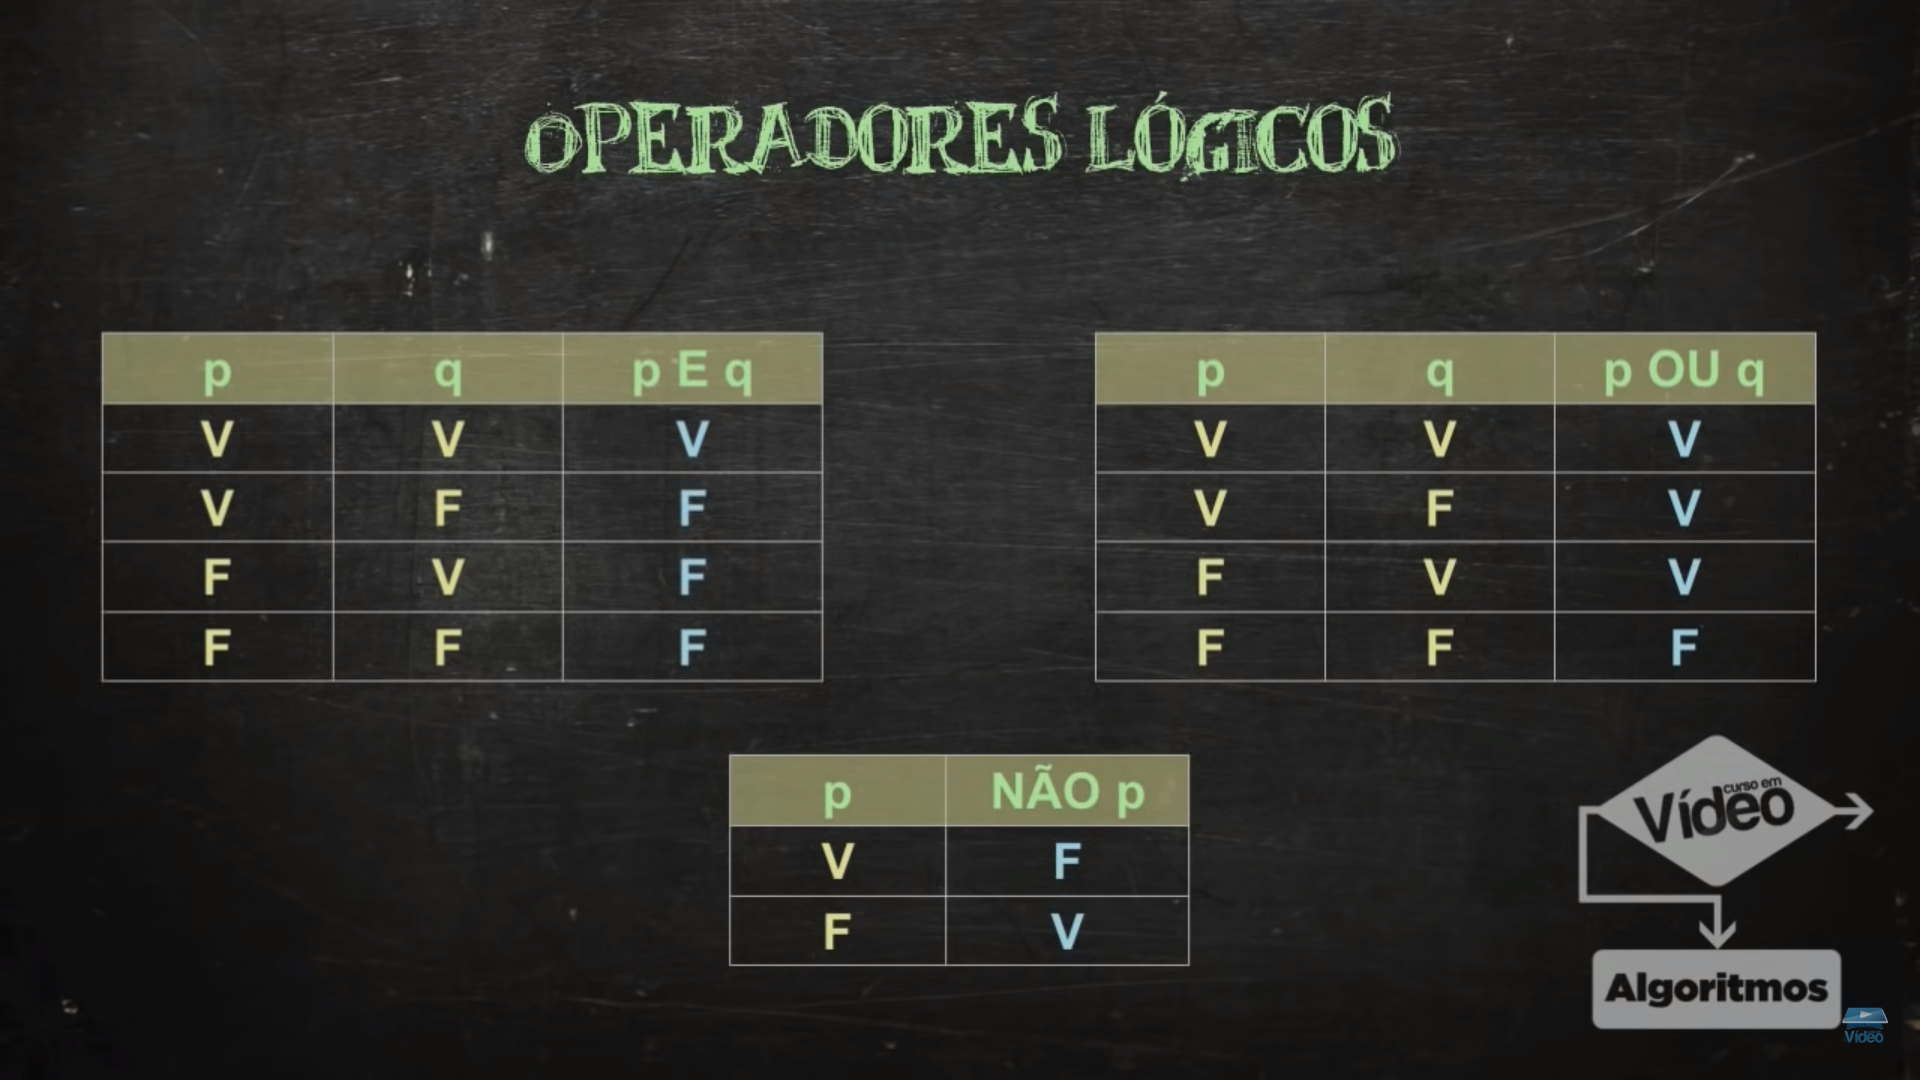 OPERADORES LÓGICOS
p q p E q
V V V
V F F
F V F
F F F
p q p OU q
V V V
V F V
F V V
F F F
p NÃO p
V F
F V
curso em
Vídeo
Algoritmos
Vídeo